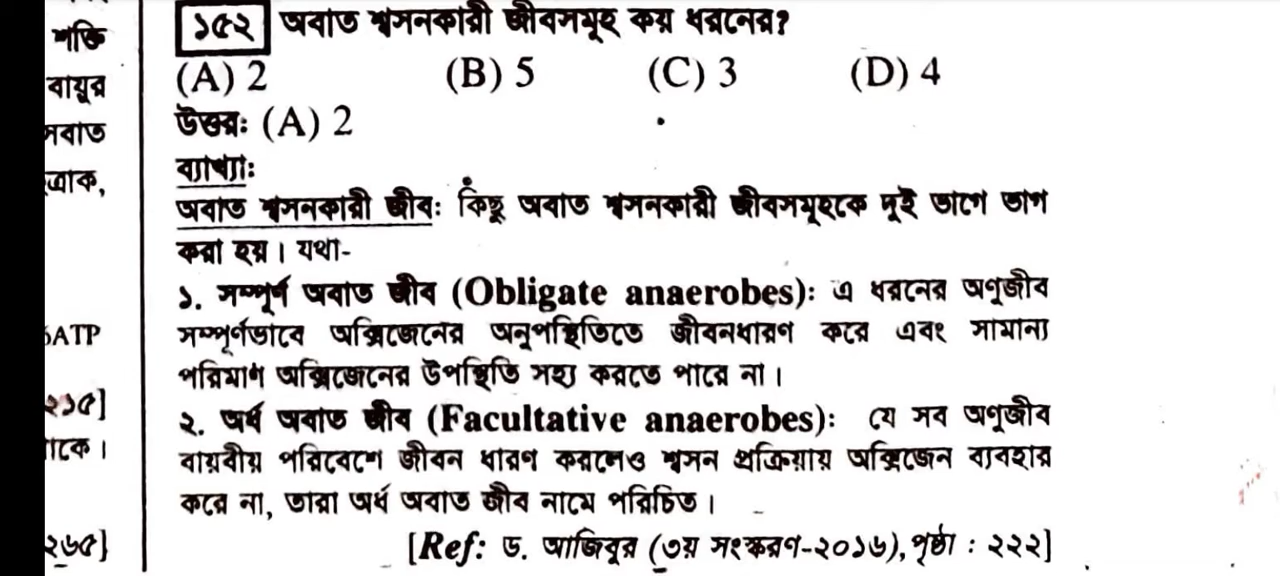 শক্তি
বায়ুর
সবাত
ত্রাক,
6ATP
২১৫]
াকে।
২৬৫]
১৫২ অবাত শ্বসনকারী জীবসমূহ কয় ধরনের?
(A) 2 (B) 5 (C) 3 (D) 4
উত্তর: (A) 2
ব্যাখ্যা:
অবাত শ্বসনকারী জীব: কিছু অবাত শ্বসনকারী জীবসমূহকে দুই ভাগে ভাগ
করা হয়। যথা-
১. সম্পূর্ণ অবাত জীব (Obligate anaerobes): এ ধরনের অণুজীব
সম্পূর্ণভাবে অক্সিজেনের অনুপস্থিতিতে জীবনধারণ করে এবং সামান্য
পরিমাণ অক্সিজেনের উপস্থিতি সহ্য করতে পারে না।
২. অর্ধ অবাত জীব (Facultative anaerobes): যে সব অণুজীব
বায়বীয় পরিবেশে জীবন ধারণ করলেও শ্বসন প্রক্রিয়ায় অক্সিজেন ব্যবহার
করে না, তারা অর্ধ অবাত জীব নামে পরিচিত।
[Ref: ড. আজিবুর (৩য় সংস্করণ-২০১৬), পৃষ্ঠা : ২২২]